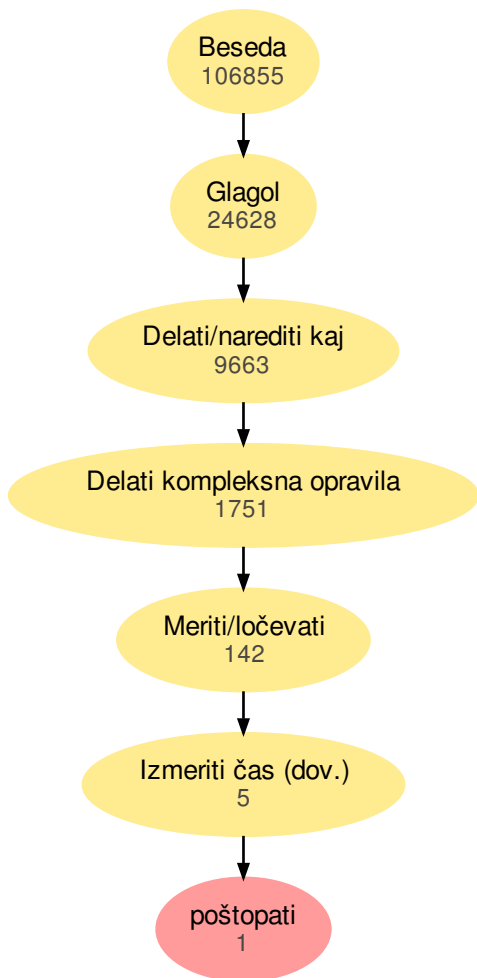 Beseda
106855
Glagol
24628
Delati/narediti kaj
9663
Delati kompleksna opravila
1751
Meriti/ločevati
142
Izmeriti čas (dov.)
5
poštopati
1